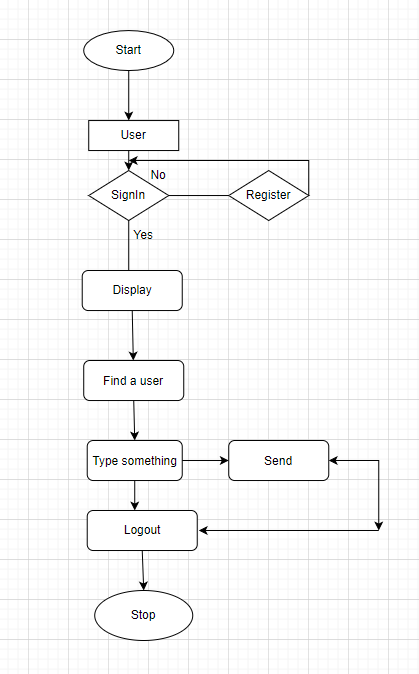 Start
User
No
SignIn
Register
Yes
Display
Find a user
Type something
Send
Logout
Stop